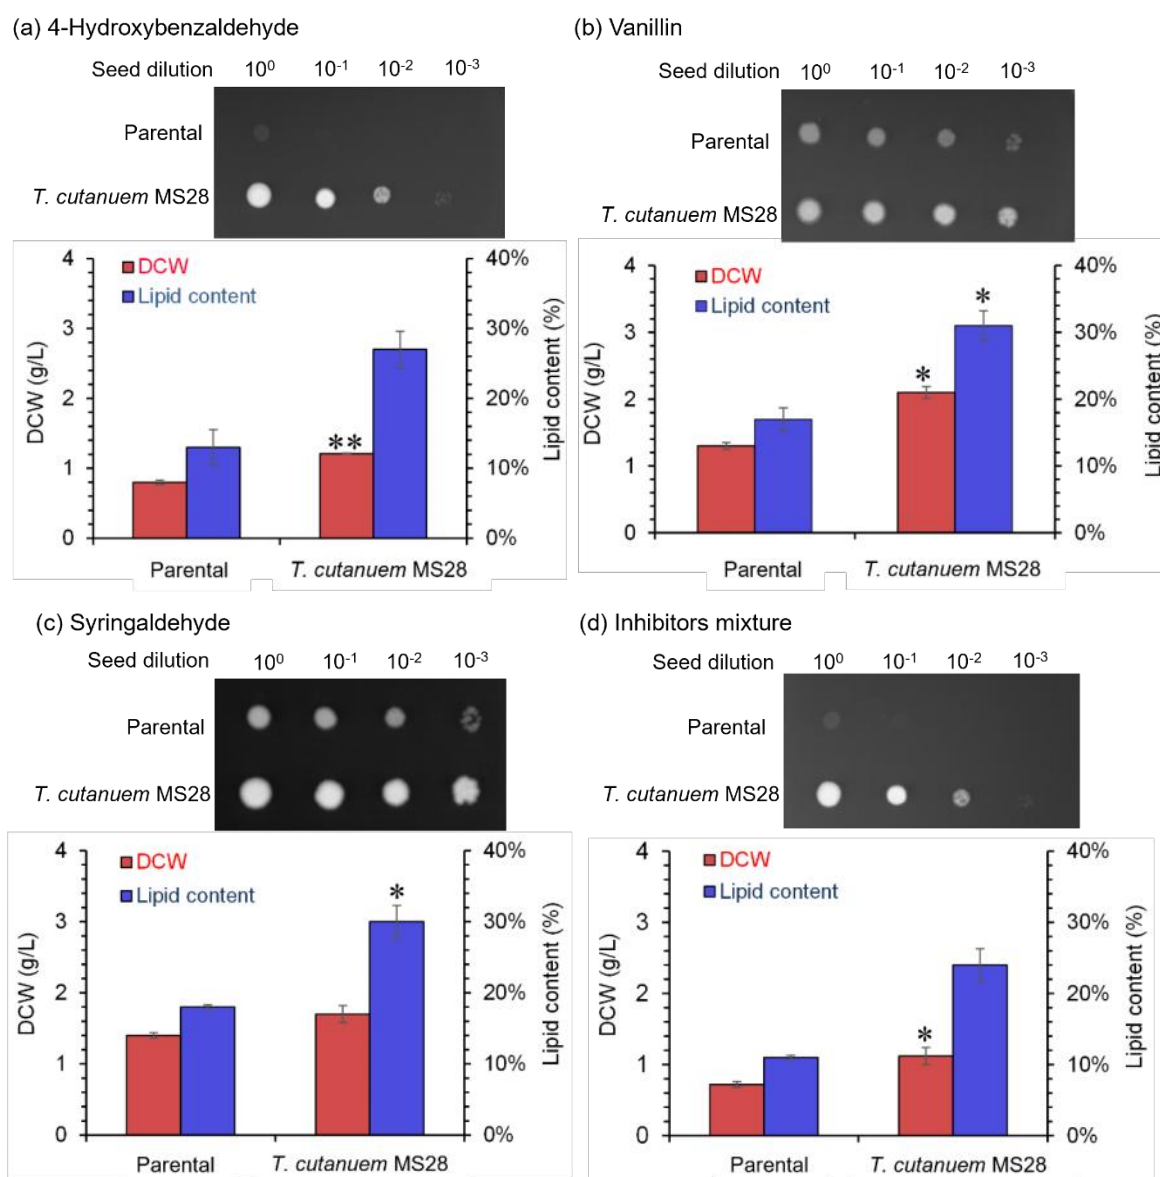 (a) 4-Hydroxybenzaldehyde
Seed dilution 10⁰ 10⁻¹ 10⁻² 10⁻³
Parental
T. cutanuem MS28
DCW
Lipid content
DCW (g/L)
4
3
2
1
0
**
40%
30%
20%
10%
0%
Lipid content (%)
Parental T. cutanuem MS28
(b) Vanillin
Seed dilution 10⁰ 10⁻¹ 10⁻² 10⁻³
Parental
T. cutanuem MS28
DCW
Lipid content
DCW (g/L)
4
3
2
1
0
*
*
40%
30%
20%
10%
0%
Lipid content (%)
Parental T. cutanuem MS28
(c) Syringaldehyde
Seed dilution 10⁰ 10⁻¹ 10⁻² 10⁻³
Parental
T. cutanuem MS28
DCW
Lipid content
DCW (g/L)
4
3
2
1
0
*
40%
30%
20%
10%
0%
Lipid content (%)
Parental T. cutanuem MS28
(d) Inhibitors mixture
Seed dilution 10⁰ 10⁻¹ 10⁻² 10⁻³
Parental
T. cutanuem MS28
DCW
Lipid content
DCW (g/L)
4
3
2
1
0
*
40%
30%
20%
10%
0%
Lipid content (%)
Parental T. cutanuem MS28